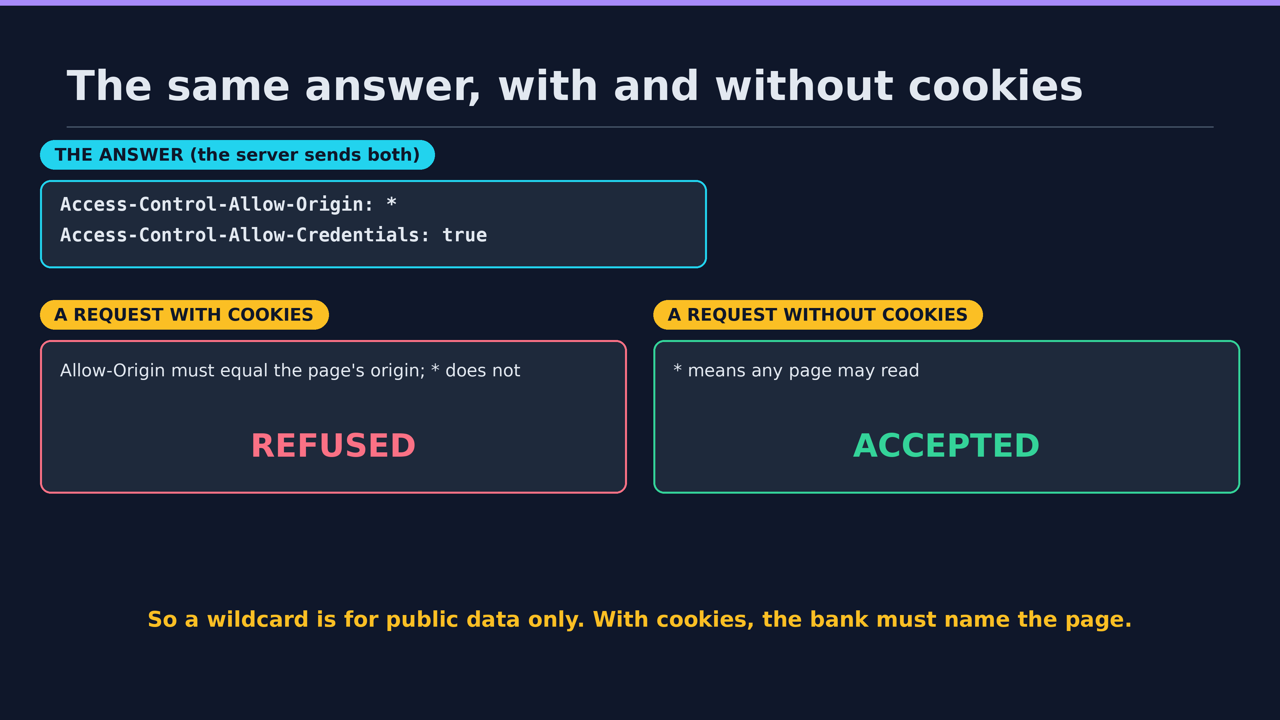 The same answer, with and without cookies
THE ANSWER (the server sends both)
Access-Control-Allow-Origin: *
Access-Control-Allow-Credentials: true
A REQUEST WITH COOKIES
Allow-Origin must equal the page's origin; * does not
REFUSED
A REQUEST WITHOUT COOKIES
* means any page may read
ACCEPTED
So a wildcard is for public data only. With cookies, the bank must name the page.